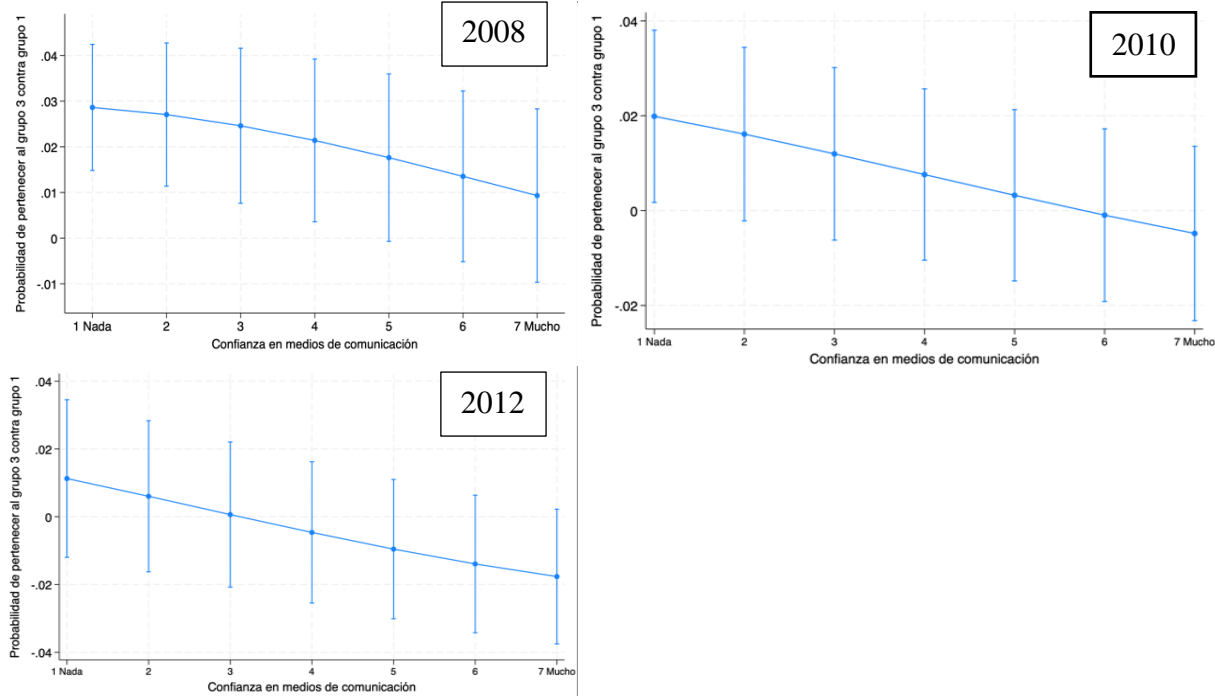 2008
Probabilidad de pertenecer al grupo 3 contra grupo 1
.04
.03
.02
.01
0
-.01
1 Nada 2 3 4 5 6 7 Mucho
Confianza en medios de comunicación
2010
Probabilidad de pertenecer al grupo 3 contra grupo 1
.04
.02
0
-.02
1 Nada 2 3 4 5 6 7 Mucho
Confianza en medios de comunicación
2012
Probabilidad de pertenecer al grupo 3 contra grupo 1
.04
.02
0
-.02
-.04
1 Nada 2 3 4 5 6 7 Mucho
Confianza en medios de comunicación